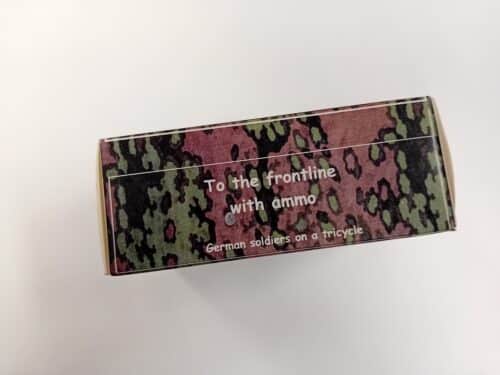 To the frontline
with ammo
German soldiers on a tricycle